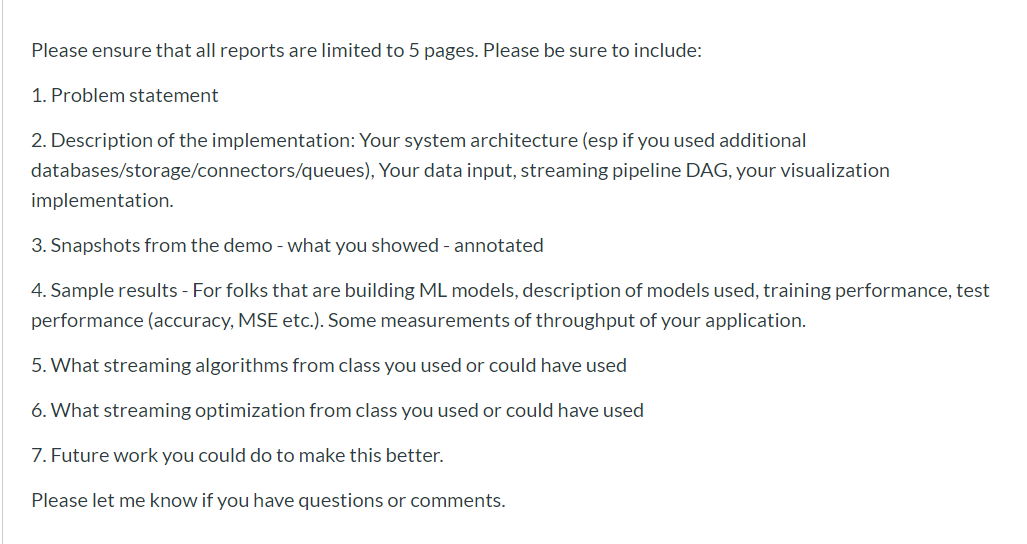 Please ensure that all reports are limited to 5 pages. Please be sure to include:
1. Problem statement
2. Description of the implementation: Your system architecture (esp if you used additional
databases/storage/connectors/queues), Your data input, streaming pipeline DAG, your visualization
implementation.
3. Snapshots from the demo - what you showed - annotated
4. Sample results - For folks that are building ML models, description of models used, training performance, test
performance (accuracy, MSE etc.). Some measurements of throughput of your application.
5. What streaming algorithms from class you used or could have used
6. What streaming optimization from class you used or could have used
7. Future work you could do to make this better.
Please let me know if you have questions or comments.